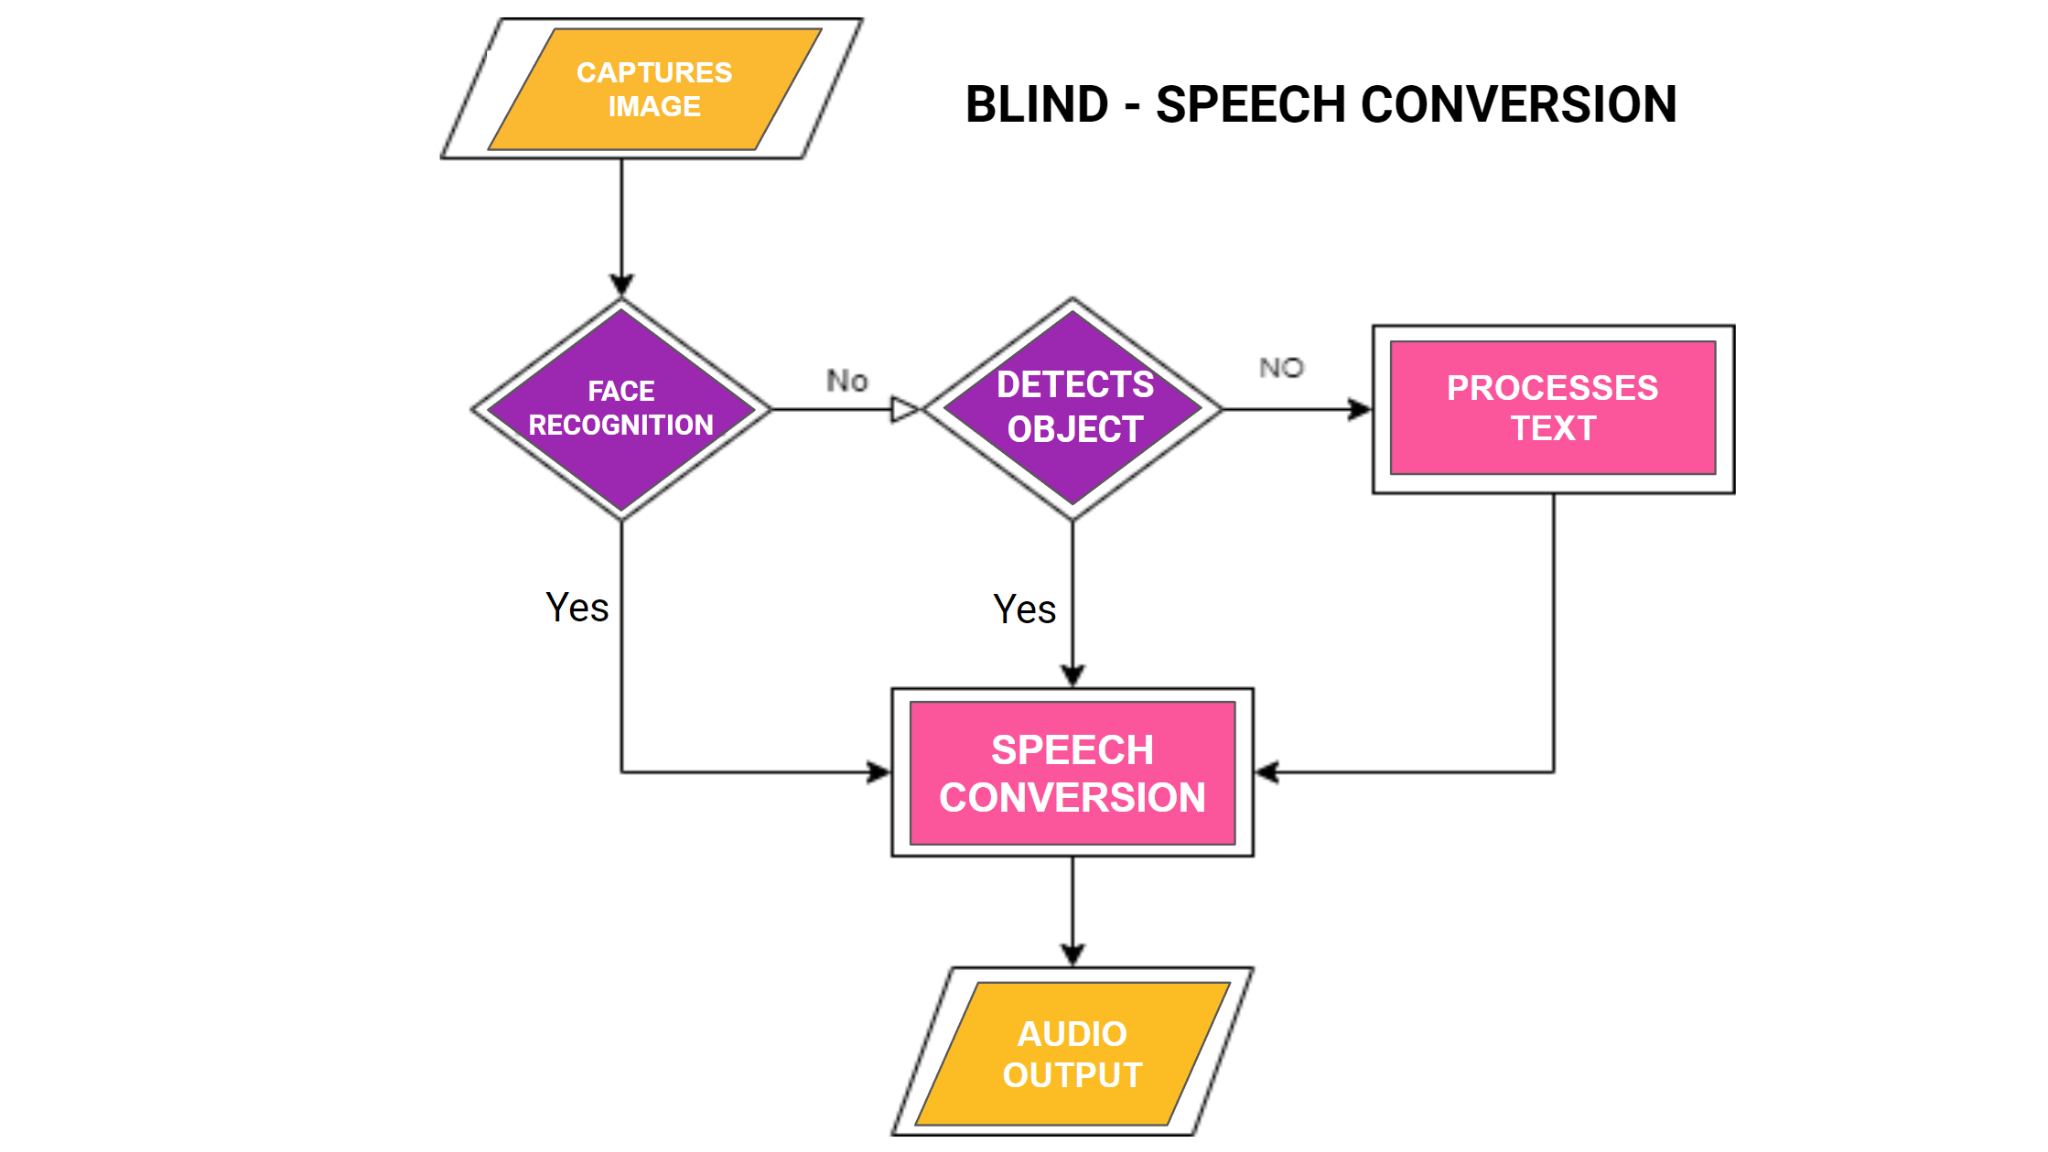 CAPTURES
IMAGE
BLIND - SPEECH CONVERSION
FACE
RECOGNITION
No
DETECTS
OBJECT
NO
PROCESSES
TEXT
Yes
Yes
SPEECH
CONVERSION
AUDIO
OUTPUT